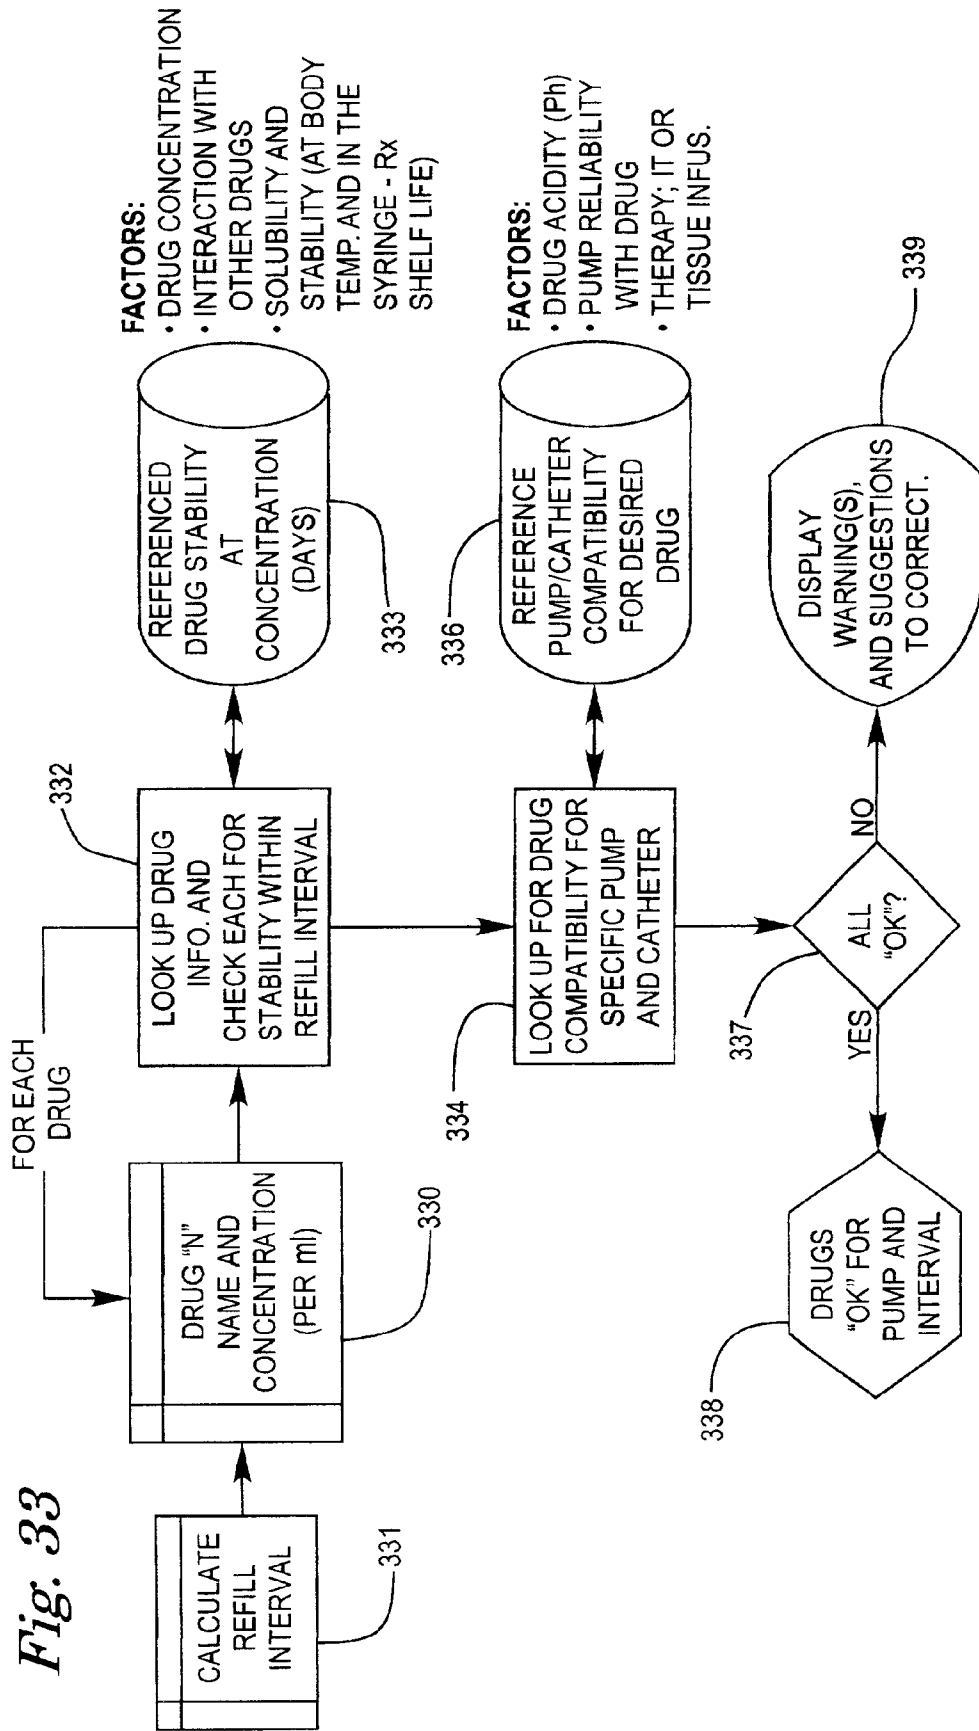 Fig. 33
CALCULATE
REFILL
INTERVAL
331
DRUG “N”
NAME AND
CONCENTRATION
(PER ml)
330
FOR EACH
DRUG
LOOK UP DRUG
INFO. AND
CHECK EACH FOR
STABILITY WITHIN
REFILL INTERVAL
332
REFERENCED
DRUG STABILITY
AT
CONCENTRATION
(DAYS)
333
FACTORS:
• DRUG CONCENTRATION
• INTERACTION WITH
OTHER DRUGS
• SOLUBILITY AND
STABILITY (AT BODY
TEMP. AND IN THE
SYRINGE - Rx
SHELF LIFE)
LOOK UP FOR DRUG
COMPATIBILITY FOR
SPECIFIC PUMP
AND CATHETER
334
REFERENCE
PUMP/CATHETER
COMPATIBILITY
FOR DESIRED
DRUG
336
FACTORS:
• DRUG ACIDITY (Ph)
• PUMP RELIABILITY
WITH DRUG
• THERAPY; IT OR
TISSUE INFUS.
ALL
“OK”?
337
YES
NO
DRUGS
“OK” FOR
PUMP AND
INTERVAL
338
DISPLAY
WARNING(S),
AND SUGGESTIONS
TO CORRECT.
339